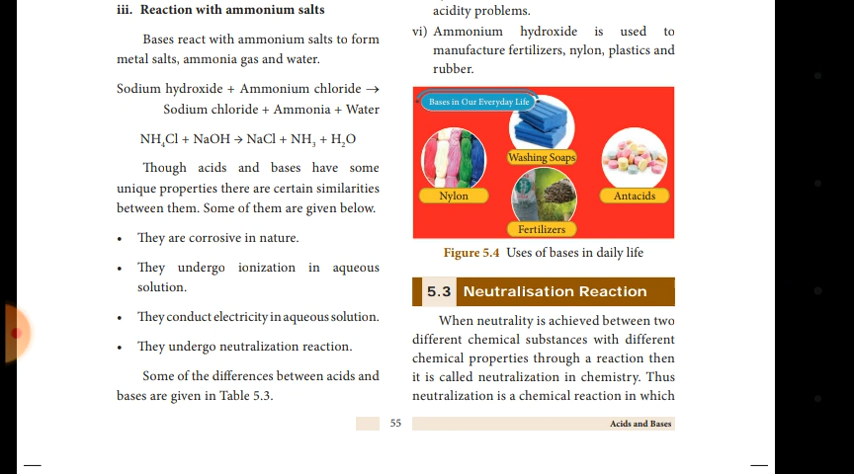 iii. Reaction with ammonium salts
Bases react with ammonium salts to form
metal salts, ammonia gas and water.
Sodium hydroxide + Ammonium chloride →
Sodium chloride + Ammonia + Water
NH₄Cl + NaOH → NaCl + NH₃ + H₂O
Though acids and bases have some
unique properties there are certain similarities
between them. Some of them are given below.
• They are corrosive in nature.
• They undergo ionization in aqueous
solution.
• They conduct electricity in aqueous solution.
• They undergo neutralization reaction.
Some of the differences between acids and
bases are given in Table 5.3.
acidity problems.
vi) Ammonium hydroxide is used to
manufacture fertilizers, nylon, plastics and
rubber.
Bases in Our Everyday Life
Washing Soaps
Nylon
Antacids
Fertilizers
Figure 5.4 Uses of bases in daily life
5.3 Neutralisation Reaction
When neutrality is achieved between two
different chemical substances with different
chemical properties through a reaction then
it is called neutralization in chemistry. Thus
neutralization is a chemical reaction in which
55
Acids and Bases